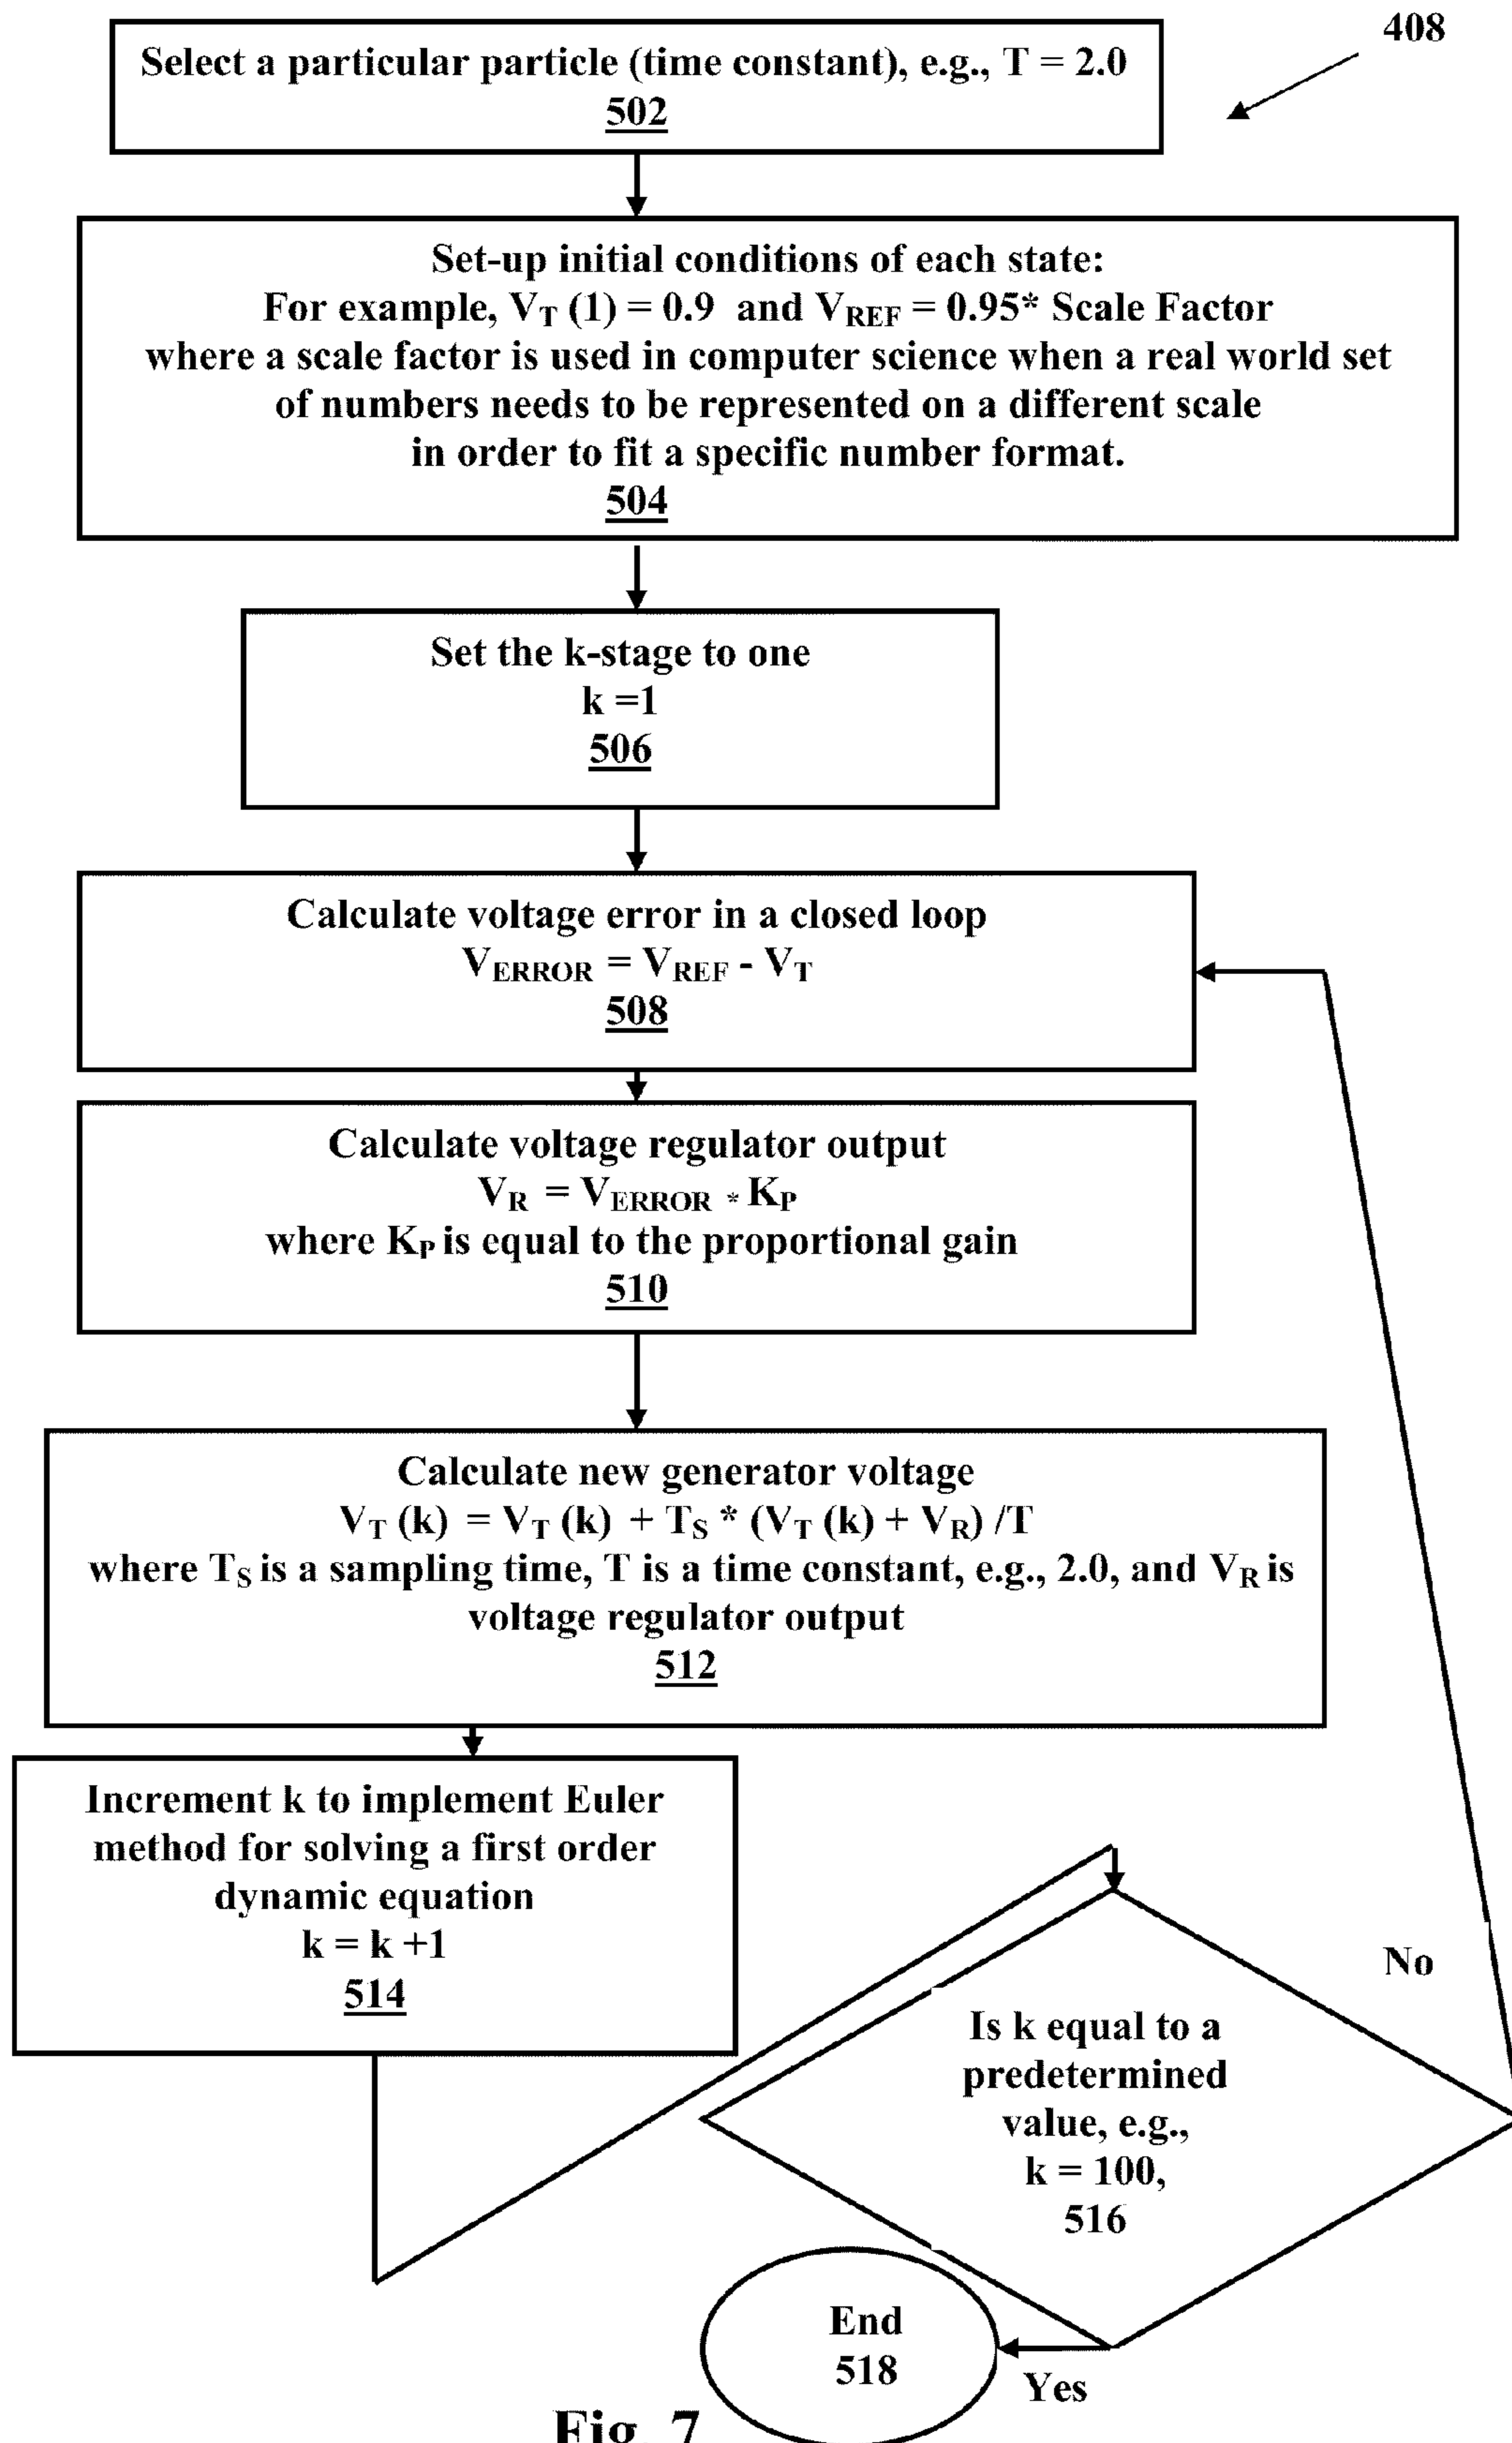 408
Select a particular particle (time constant), e.g., T = 2.0
502
Set-up initial conditions of each state:
For example, VT (1) = 0.9 and VREF = 0.95* Scale Factor
where a scale factor is used in computer science when a real world set
of numbers needs to be represented on a different scale
in order to fit a specific number format.
504
Set the k-stage to one
k =1
506
Calculate voltage error in a closed loop
VERROR = VREF - VT
508
Calculate voltage regulator output
VR = VERROR * KP
where KP is equal to the proportional gain
510
Calculate new generator voltage
VT (k) = VT (k) + TS * (VT (k) + VR) /T
where TS is a sampling time, T is a time constant, e.g., 2.0, and VR is
voltage regulator output
512
Increment k to implement Euler
method for solving a first order
dynamic equation
k = k +1
514
No
Is k equal to a
predetermined
value, e.g.,
k = 100,
516
End
518
Yes
Fig. 7